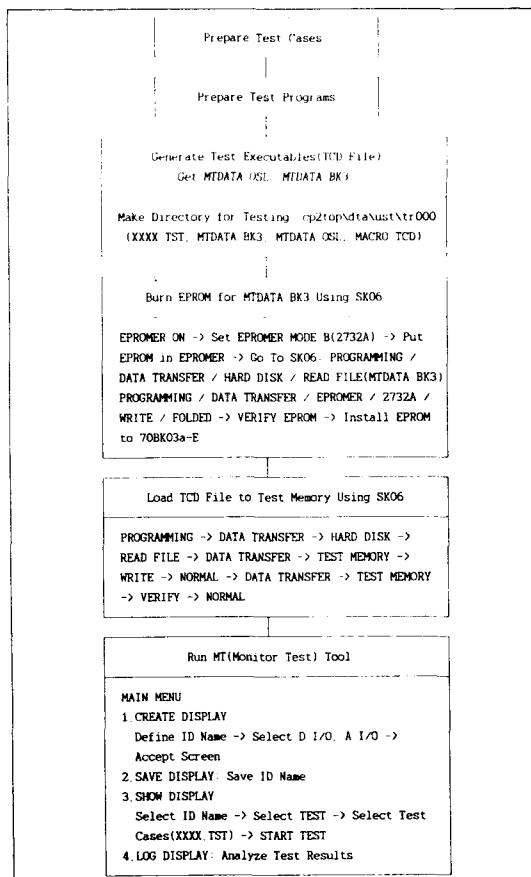 Prepare Test Cases
Prepare Test Programs
Generate Test Executables(TCD File)
Get MTDATA OSL, MTDATA BK3
Make Directory for Testing cp2top\dta\ust\tr000
(XXXX TST, MTDATA BK3, MTDATA OSL, MACRO TCD)
Burn EPROM for MTDATA BK3 Using SK06
EPROMER ON -> Set EPROMER MODE B(2732A) -> Put
EPROM in EPROMER -> Go To SK06. PROGRAMMING /
DATA TRANSFER / HARD DISK / READ FILE(MTDATA BK3)
PROGRAMMING / DATA TRANSFER / EPROMER / 2732A /
WRITE / FOLDED -> VERIFY EPROM -> Install EPROM
to 70BK03a-E
Load TCD File to Test Memory Using SK06
PROGRAMMING -> DATA TRANSFER -> HARD DISK ->
READ FILE -> DATA TRANSFER -> TEST MEMORY ->
WRITE -> NORMAL -> DATA TRANSFER -> TEST MEMORY
-> VERIFY -> NORMAL
Run MT(Monitor Test) Tool
MAIN MENU
1.CREATE DISPLAY
Define ID Name -> Select D I/O, A I/O ->
Accept Screen
2.SAVE DISPLAY: Save ID Name
3.SHOW DISPLAY
Select ID Name -> Select TEST -> Select Test
Cases(XXXX.TST) -> START TEST
4.LOG DISPLAY: Analyze Test Results